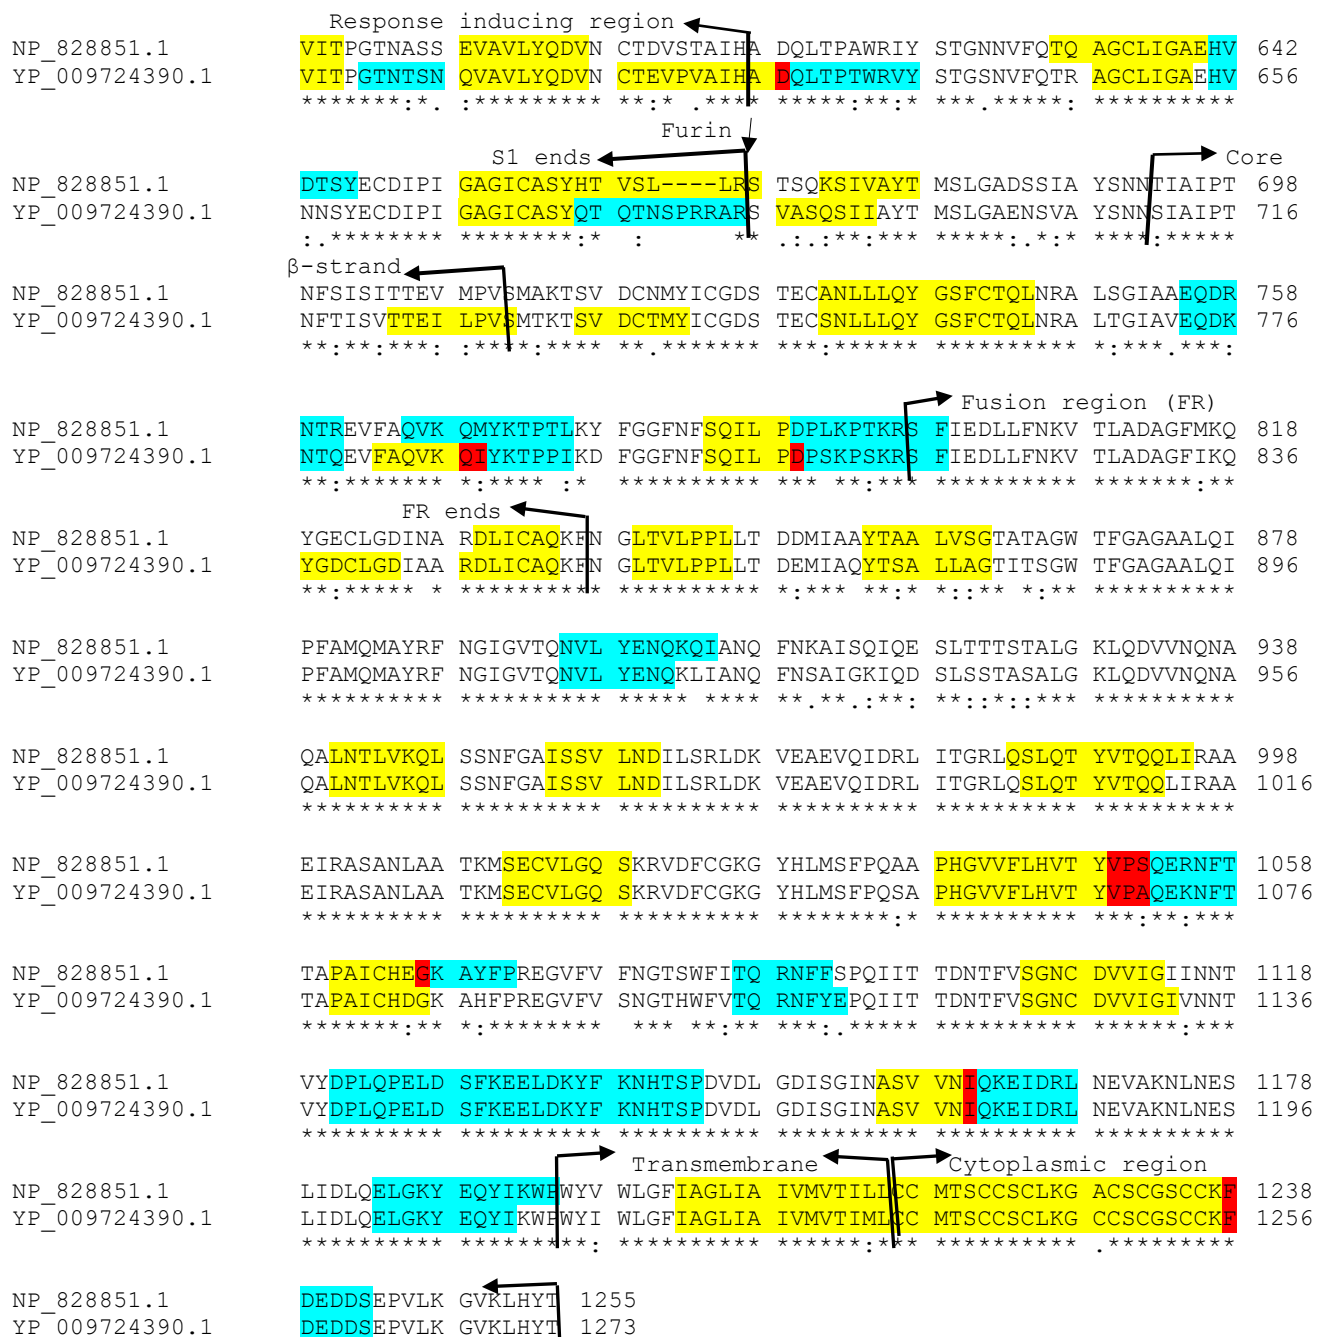 Response inducing region
NP_828851.1 VITPGTNASS EVAVLYQDVN CTDVSTAIHA DQLTPAWRIY STGNNVFQTQ AGCLIGAEHV 642
YP_009724390.1 VITPGTNTSN QVAVLYQDVN CTEVPVAIHA DQLTPTWRVY STGSNVFQTR AGCLIGAEHV 656
*******:*. :********* **:* .**** *****:**:* ***.*****: **********
Furin
S1 ends Core
NP_828851.1 DTSYECDIPI GAGICASYHT VSL----LRS TSQKSIVAYT MSLGADSSIA YSNNTIAIPT 698
YP_009724390.1 NNSYECDIPI GAGICASYQT QTNSPRRARS VASQSIIAYT MSLGAENSVA YSNNSIAIPT 716
:.******** ********:* : ** .:.:**:*** *****:.*:* ****:*****
β-strand
NP_828851.1 NFSISITTEV MPVSMAKTSV DCNMYICGDS TECANLLLQY GSFCTQLNRA LSGIAAEQDR 758
YP_009724390.1 NFTISVTTEI LPVSMTKTSV DCTMYICGDS TECSNLLLQY GSFCTQLNRA LTGIAVEQDK 776
**:**:***: :****:**** **.******* ***:****** ********** *:***.***:
Fusion region (FR)
NP_828851.1 NTREVFAQVK QMYKTPTLKY FGGFNFSQIL PDPLKPTKRS FIEDLLFNKV TLADAGFMKQ 818
YP_009724390.1 NTQEVFAQVK QIYKTPPIKD FGGFNFSQIL PDPSKPSKRS FIEDLLFNKV TLADAGFIKQ 836
**:******* *:**** :* ********** *** **:*** ********** *******:**
FR ends
NP_828851.1 YGECLGDINA RDLICAQKFN GLTVLPPLLT DDMIAAYTAA LVSGTATAGW TFGAGAALQI 878
YP_009724390.1 YGDCLGDIAA RDLICAQKFN GLTVLPPLLT DEMIAQYTSA LLAGTITSGW TFGAGAALQI 896
**:***** * ********** ********** *:*** **:* *::** *:** **********
NP_828851.1 PFAMQMAYRF NGIGVTQNVL YENQKQIANQ FNKAISQIQE SLTTTSTALG KLQDVVNQNA 938
YP_009724390.1 PFAMQMAYRF NGIGVTQNVL YENQKLIANQ FNSAIGKIQD SLSSTASALG KLQDVVNQNA 956
********** ********** ***** **** **.**.:**: **::*::*** **********
NP_828851.1 QALNTLVKQL SSNFGAISSV LNDILSRLDK VEAEVQIDRL ITGRLQSLQT YVTQQLIRAA 998
YP_009724390.1 QALNTLVKQL SSNFGAISSV LNDILSRLDK VEAEVQIDRL ITGRLQSLQT YVTQQLIRAA 1016
********** ********** ********** ********** ********** **********
NP_828851.1 EIRASANLAA TKMSECVLGQ SKRVDFCGKG YHLMSFPQAA PHGVVFLHVT YVPSQERNFT 1058
YP_009724390.1 EIRASANLAA TKMSECVLGQ SKRVDFCGKG YHLMSFPQSA PHGVVFLHVT YVPAQEKNFT 1076
********** ********** ********** ********:* ********** ***:**:***
NP_828851.1 TAPAICHEGK AYFPREGVFV FNGTSWFITQ RNFFSPQIIT TDNTFVSGNC DVVIGIINNT 1118
YP_009724390.1 TAPAICHDGK AHFPREGVFV SNGTHWFVTQ RNFYEPQIIT TDNTFVSGNC DVVIGIVNNT 1136
*******:** *:******** *** **:** ***:.***** ********** ******:***
NP_828851.1 VYDPLQPELD SFKEELDKYF KNHTSPDVDL GDISGINASV VNIQKEIDRL NEVAKNLNES 1178
YP_009724390.1 VYDPLQPELD SFKEELDKYF KNHTSPDVDL GDISGINASV VNIQKEIDRL NEVAKNLNES 1196
********** ********** ********** ********** ********** **********
Transmembrane Cytoplasmic region
NP_828851.1 LIDLQELGKY EQYIKWPWYV WLGFIAGLIA IVMVTILLCC MTSCCSCLKG ACSCGSCCKF 1238
YP_009724390.1 LIDLQELGKY EQYIKWPWYI WLGFIAGLIA IVMVTIMLCC MTSCCSCLKG CCSCGSCCKF 1256
********** *********: ********** ******:*** ********** .*********
NP_828851.1 DEDDSEPVLK GVKLHYT 1255
YP_009724390.1 DEDDSEPVLK GVKLHYT 1273